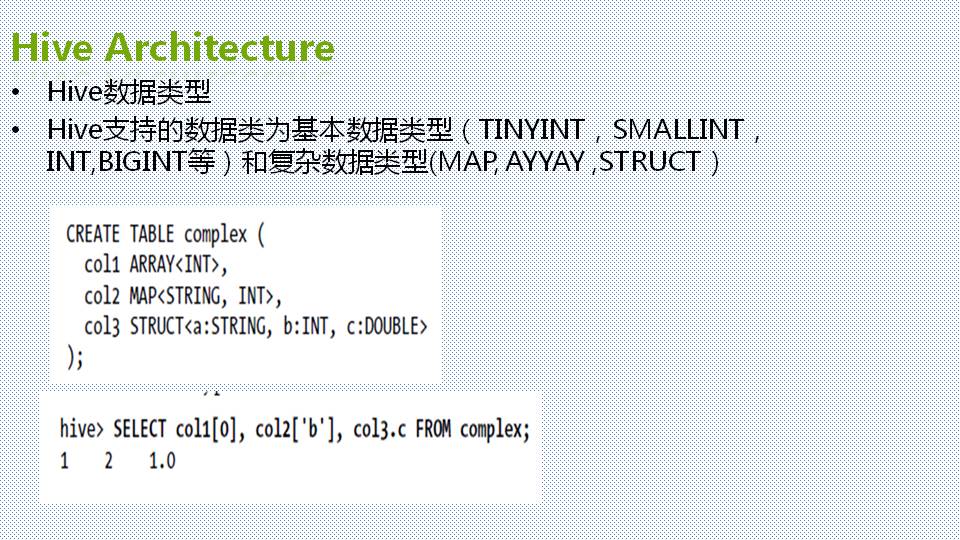 Hive Architecture
• Hive数据类型
• Hive支持的数据类为基本数据类型（TINYINT，SMALLINT，
INT,BIGINT等）和复杂数据类型(MAP, AYYAY ,STRUCT）
CREATE TABLE complex (
col1 ARRAY<INT>,
col2 MAP<STRING, INT>,
col3 STRUCT<a:STRING, b:INT, c:DOUBLE>
);
hive> SELECT col1[0], col2['b'], col3.c FROM complex;
1 2 1.0